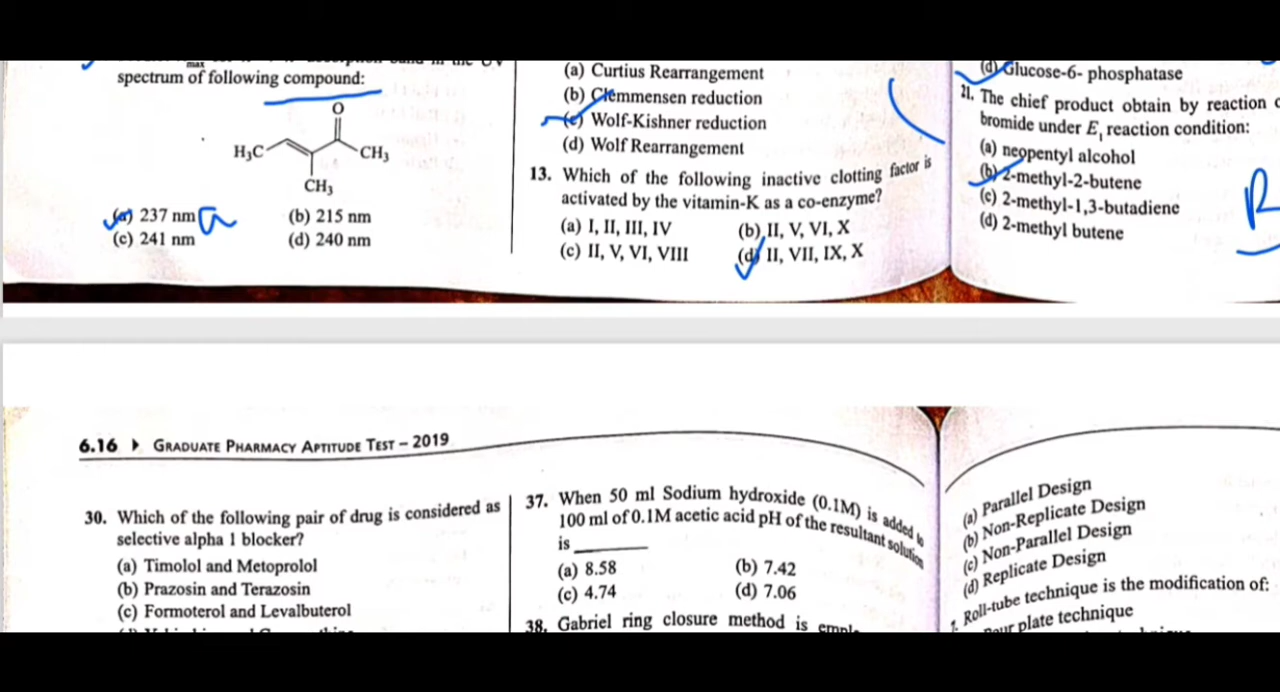 spectrum of following compound:
O
H₃C
CH₃
CH₃
(a) 237 nm a
(b) 215 nm
(c) 241 nm
(d) 240 nm
(a) Curtius Rearrangement
(b) Clemmensen reduction
(c) Wolf-Kishner reduction
(d) Wolf Rearrangement
13. Which of the following inactive clotting factor is
activated by the vitamin-K as a co-enzyme?
(a) I, II, III, IV
(b) II, V, VI, X
(c) II, V, VI, VIII
(d) II, VII, IX, X
(d) Glucose-6- phosphatase
21. The chief product obtain by reaction
bromide under E₁ reaction condition:
(a) neopentyl alcohol
(b) 2-methyl-2-butene
(c) 2-methyl-1,3-butadiene
(d) 2-methyl butene
B
6.16 ▸ GRADUATE PHARMACY APTITUDE TEST – 2019
30. Which of the following pair of drug is considered as
selective alpha 1 blocker?
(a) Timolol and Metoprolol
(b) Prazosin and Terazosin
(c) Formoterol and Levalbuterol
37. When 50 ml Sodium hydroxide (0.1M) is added to
100 ml of 0.1M acetic acid pH of the resultant solution
is ________
(a) 8.58
(b) 7.42
(c) 4.74
(d) 7.06
38. Gabriel ring closure method is
(a) Parallel Design
(b) Non-Replicate Design
(c) Non-Parallel Design
(d) Replicate Design
Roll-tube technique is the modification of:
plate technique